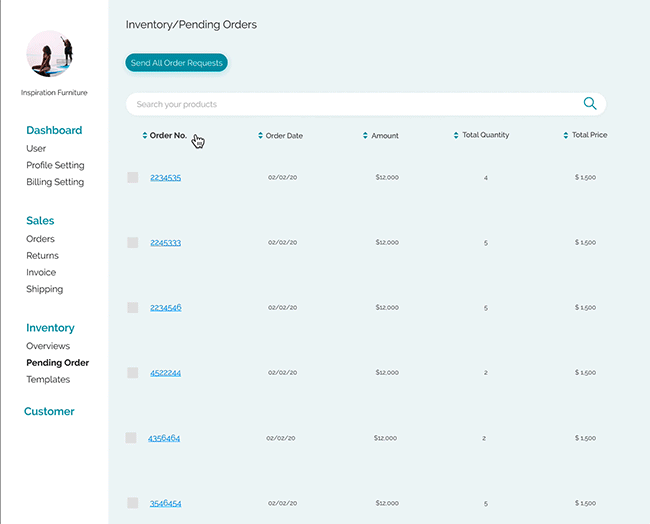 Inventory/Pending Orders
Send All Order Requests
Inspiration Furniture
Search your products
Dashboard
User
Profile Setting
Billing Setting
Sales
Orders
Returns
Invoice
Shipping
Inventory
Overviews
Pending Order
Templates
Customer
Order No. Order Date Amount Total Quantity Total Price
2234535 02/02/20 $12,000 4 $ 1,500
2245333 02/02/20 $12,000 5 $ 1,500
2234546 02/02/20 $12,000 5 $ 1,500
4522244 02/02/20 $12,000 2 $ 1,500
4356464 02/02/20 $12,000 2 $ 1,500
3546454 02/02/20 $12,000 5 $ 1,500